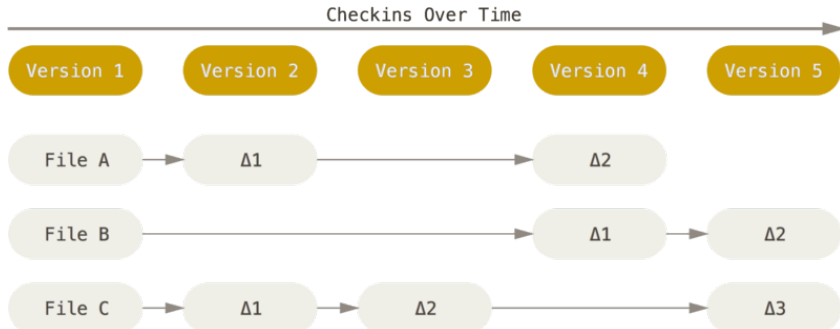 Checkins Over Time
Version 1 Version 2 Version 3 Version 4 Version 5
File A Δ1 Δ2
File B Δ1 Δ2
File C Δ1 Δ2 Δ3